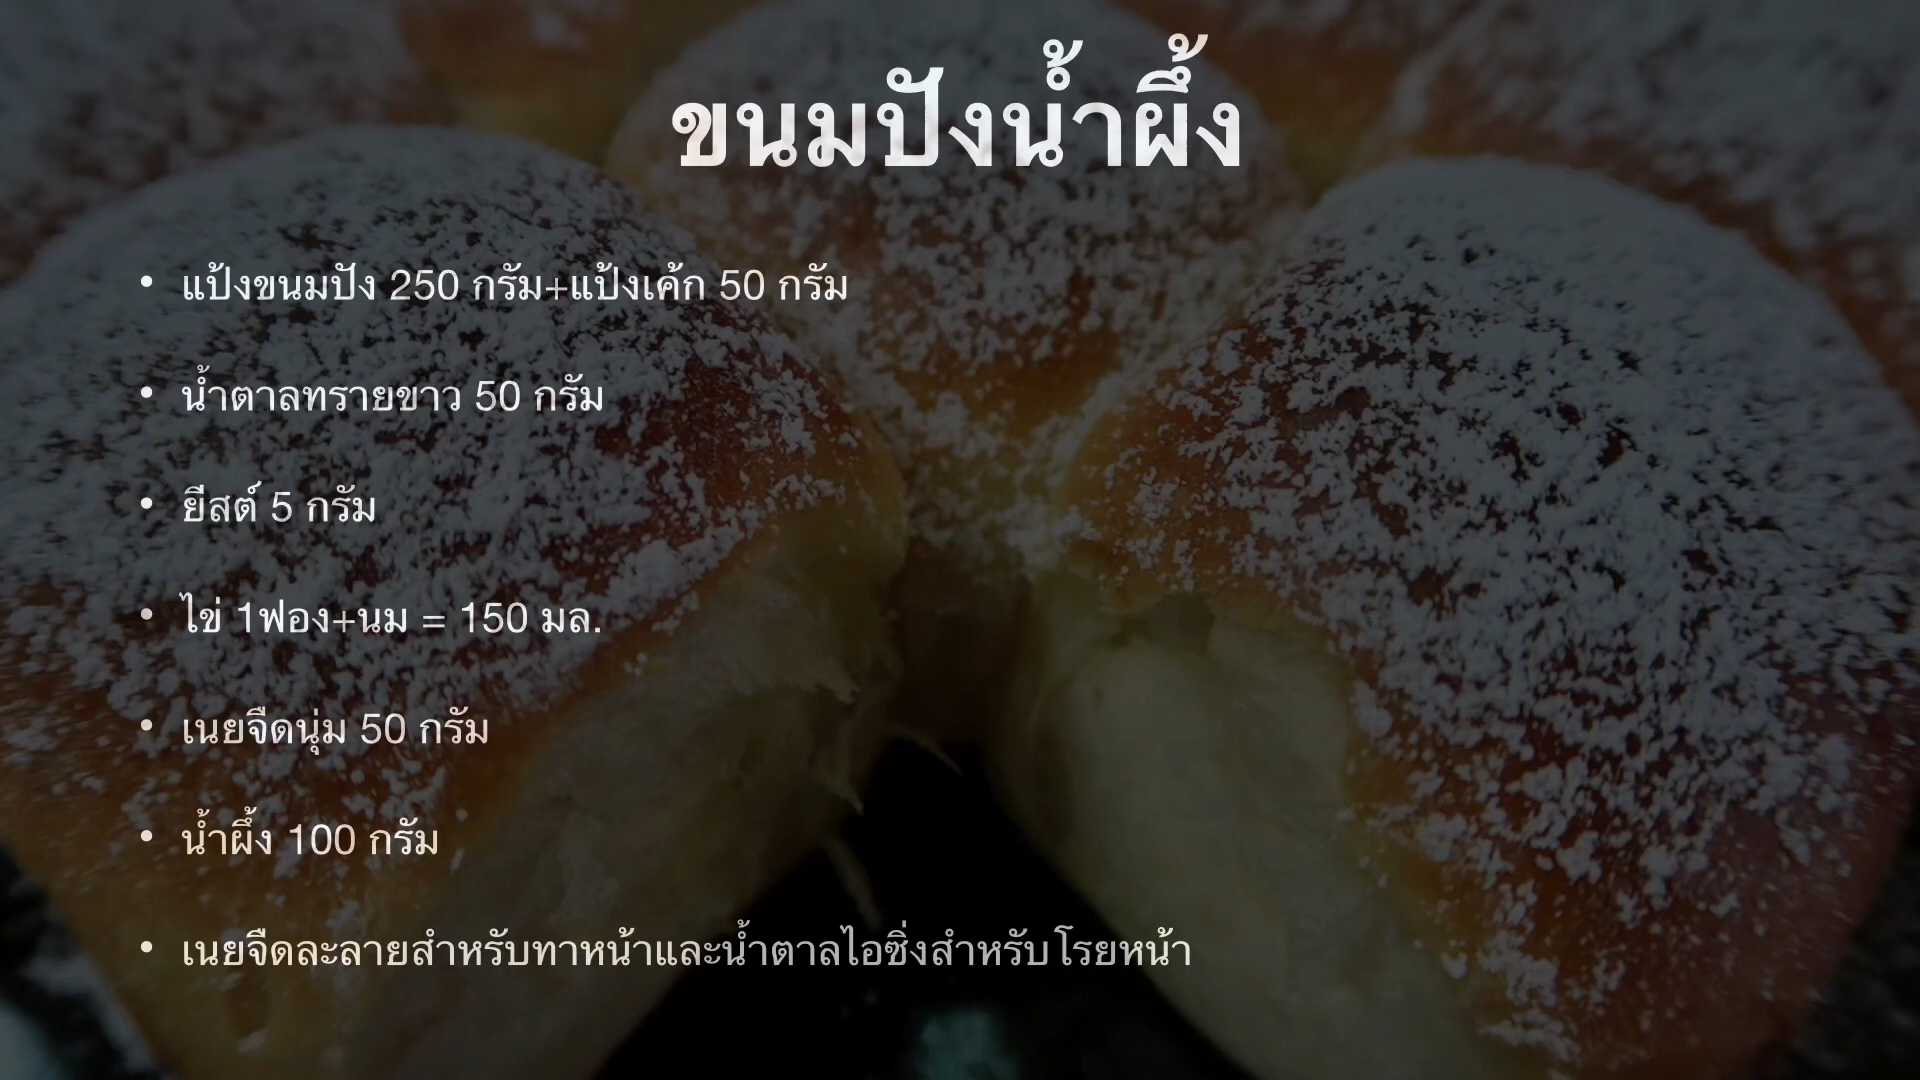 ขนมปังน้ำผึ้ง
• แป้งขนมปัง 250 กรัม+แป้งเค้ก 50 กรัม
• น้ำตาลทรายขาว 50 กรัม
• ยีสต์ 5 กรัม
• ไข่ 1ฟอง+นม = 150 มล.
• เนยจืดนุ่ม 50 กรัม
• น้ำผึ้ง 100 กรัม
• เนยจืดละลายสำหรับทาหน้าและน้ำตาลไอซิ่งสำหรับโรยหน้า